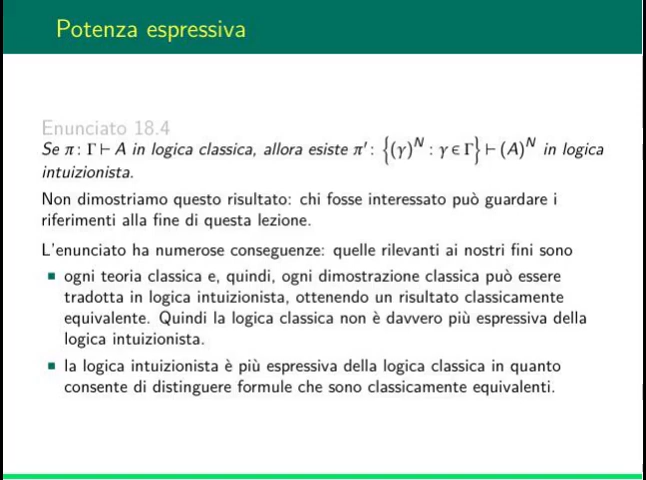 Potenza espressiva
Enunciato 18.4
Se π: Γ ⊢ A in logica classica, allora esiste π′: {(γ)^N : γ ∈ Γ} ⊢ (A)^N in logica
intuizionista.
Non dimostriamo questo risultato: chi fosse interessato può guardare i
riferimenti alla fine di questa lezione.
L'enunciato ha numerose conseguenze: quelle rilevanti ai nostri fini sono
▪ ogni teoria classica e, quindi, ogni dimostrazione classica può essere
tradotta in logica intuizionista, ottenendo un risultato classicamente
equivalente. Quindi la logica classica non è davvero più espressiva della
logica intuizionista.
▪ la logica intuizionista è più espressiva della logica classica in quanto
consente di distinguere formule che sono classicamente equivalenti.